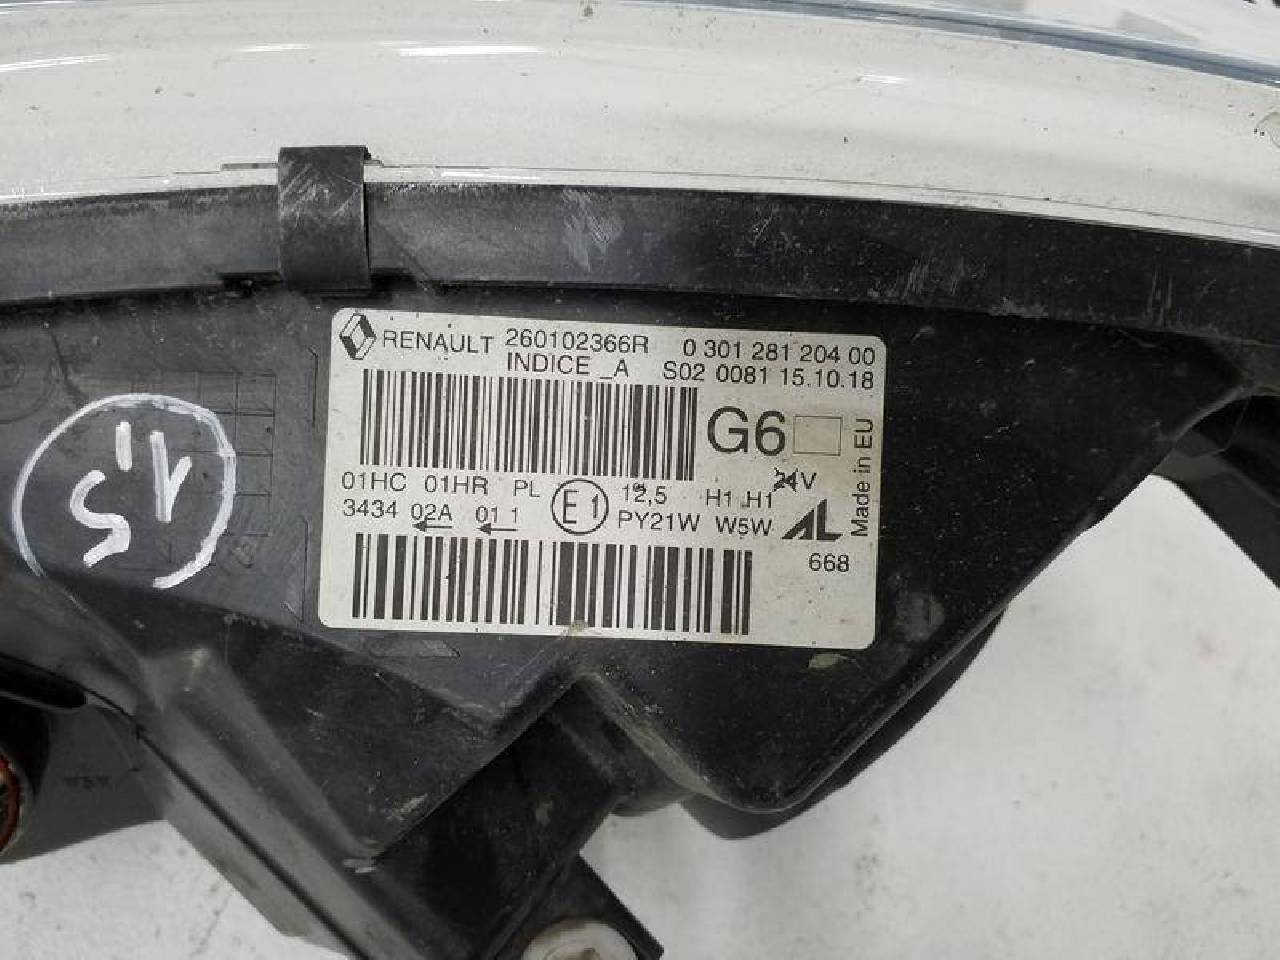 RENAULT 260102366R 0 301 281 204 00
INDICE _A S02 0081 15.10.18
G6
Made in EU
01HC 01HR PL E1 12,5 H1 H1 24V
3434 02A 01 1 PY21W W5W AL
668
1,5